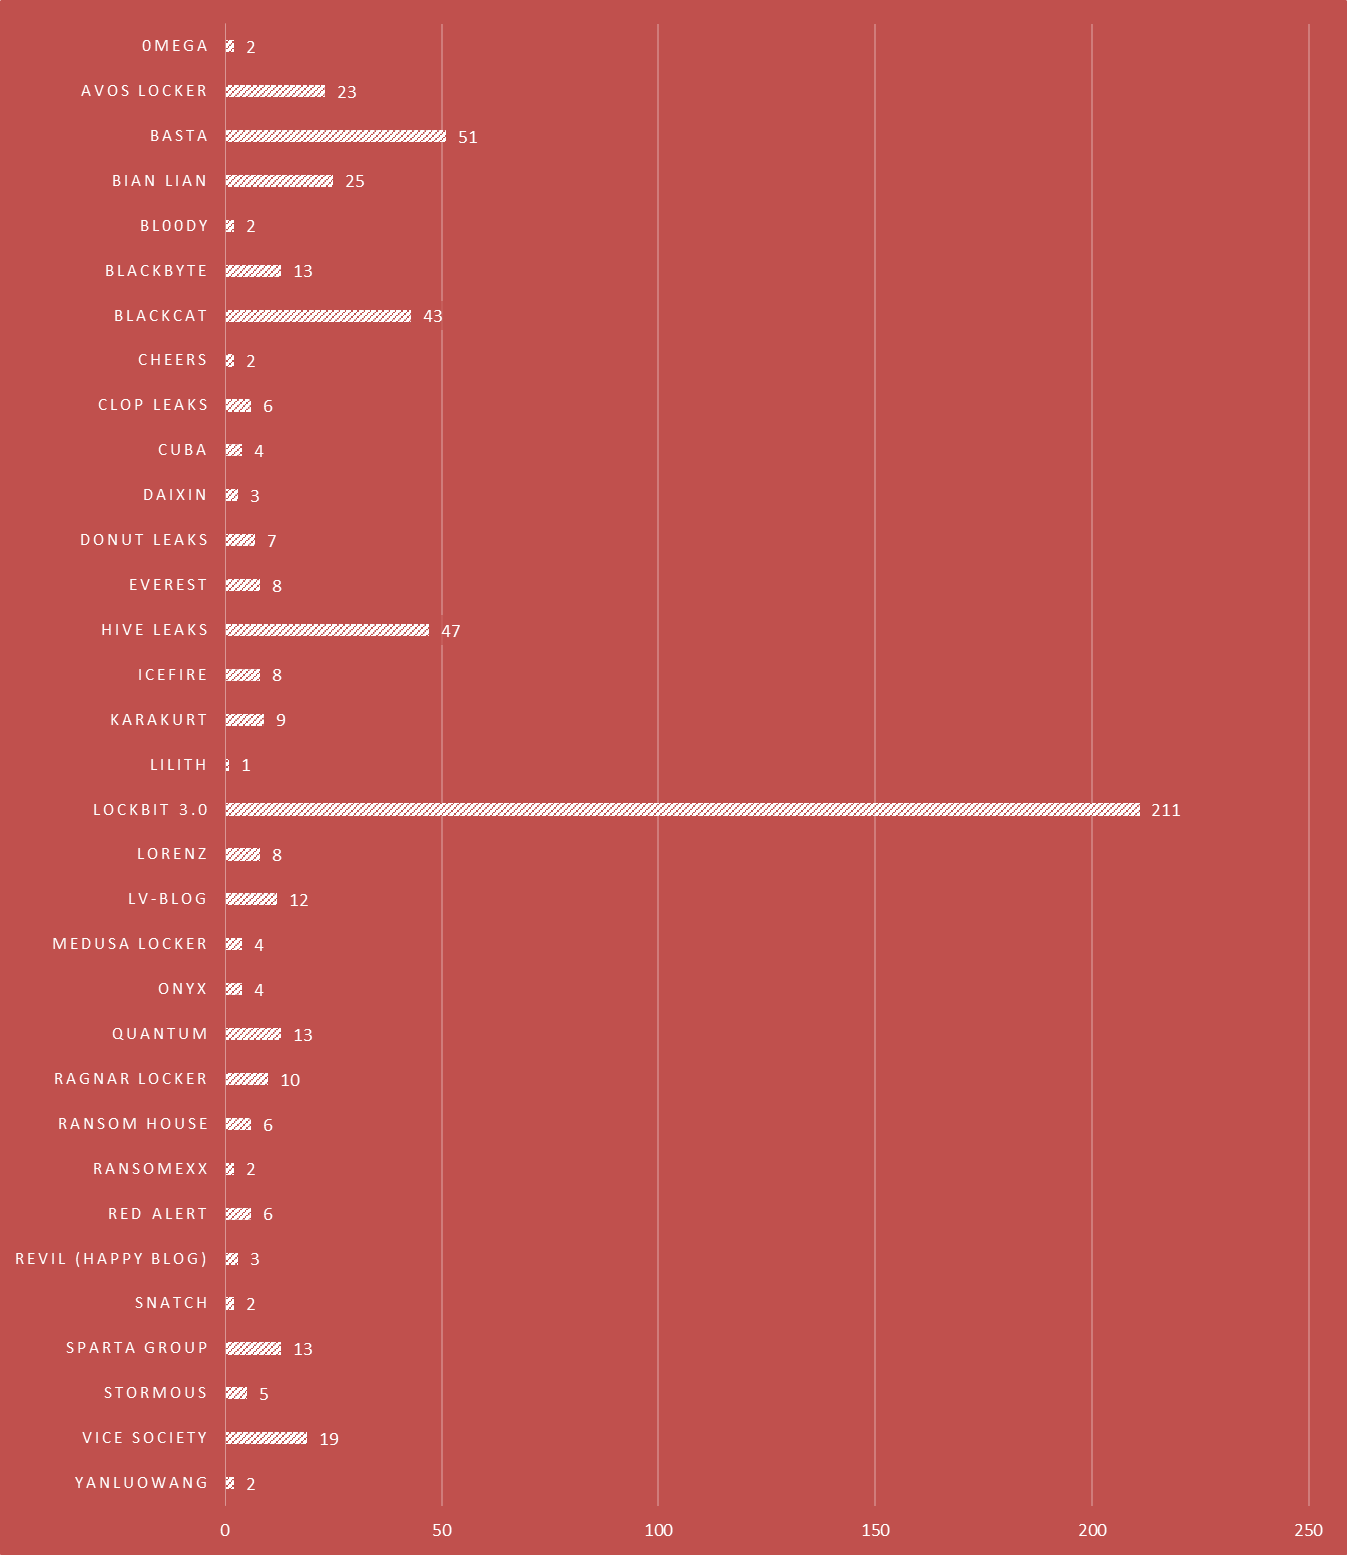 0MEGA 2
AVOS LOCKER 23
BASTA 51
BIAN LIAN 25
BL00DY 2
BLACKBYTE 13
BLACKCAT 43
CHEERS 2
CLOP LEAKS 6
CUBA 4
DAIXIN 3
DONUT LEAKS 7
EVEREST 8
HIVE LEAKS 47
ICEFIRE 8
KARAKURT 9
LILITH 1
LOCKBIT 3.0 211
LORENZ 8
LV-BLOG 12
MEDUSA LOCKER 4
ONYX 4
QUANTUM 13
RAGNAR LOCKER 10
RANSOM HOUSE 6
RANSOMEXX 2
RED ALERT 6
REVIL (HAPPY BLOG) 3
SNATCH 2
SPARTA GROUP 13
STORMOUS 5
VICE SOCIETY 19
YANLUOWANG 2
0 50 100 150 200 250